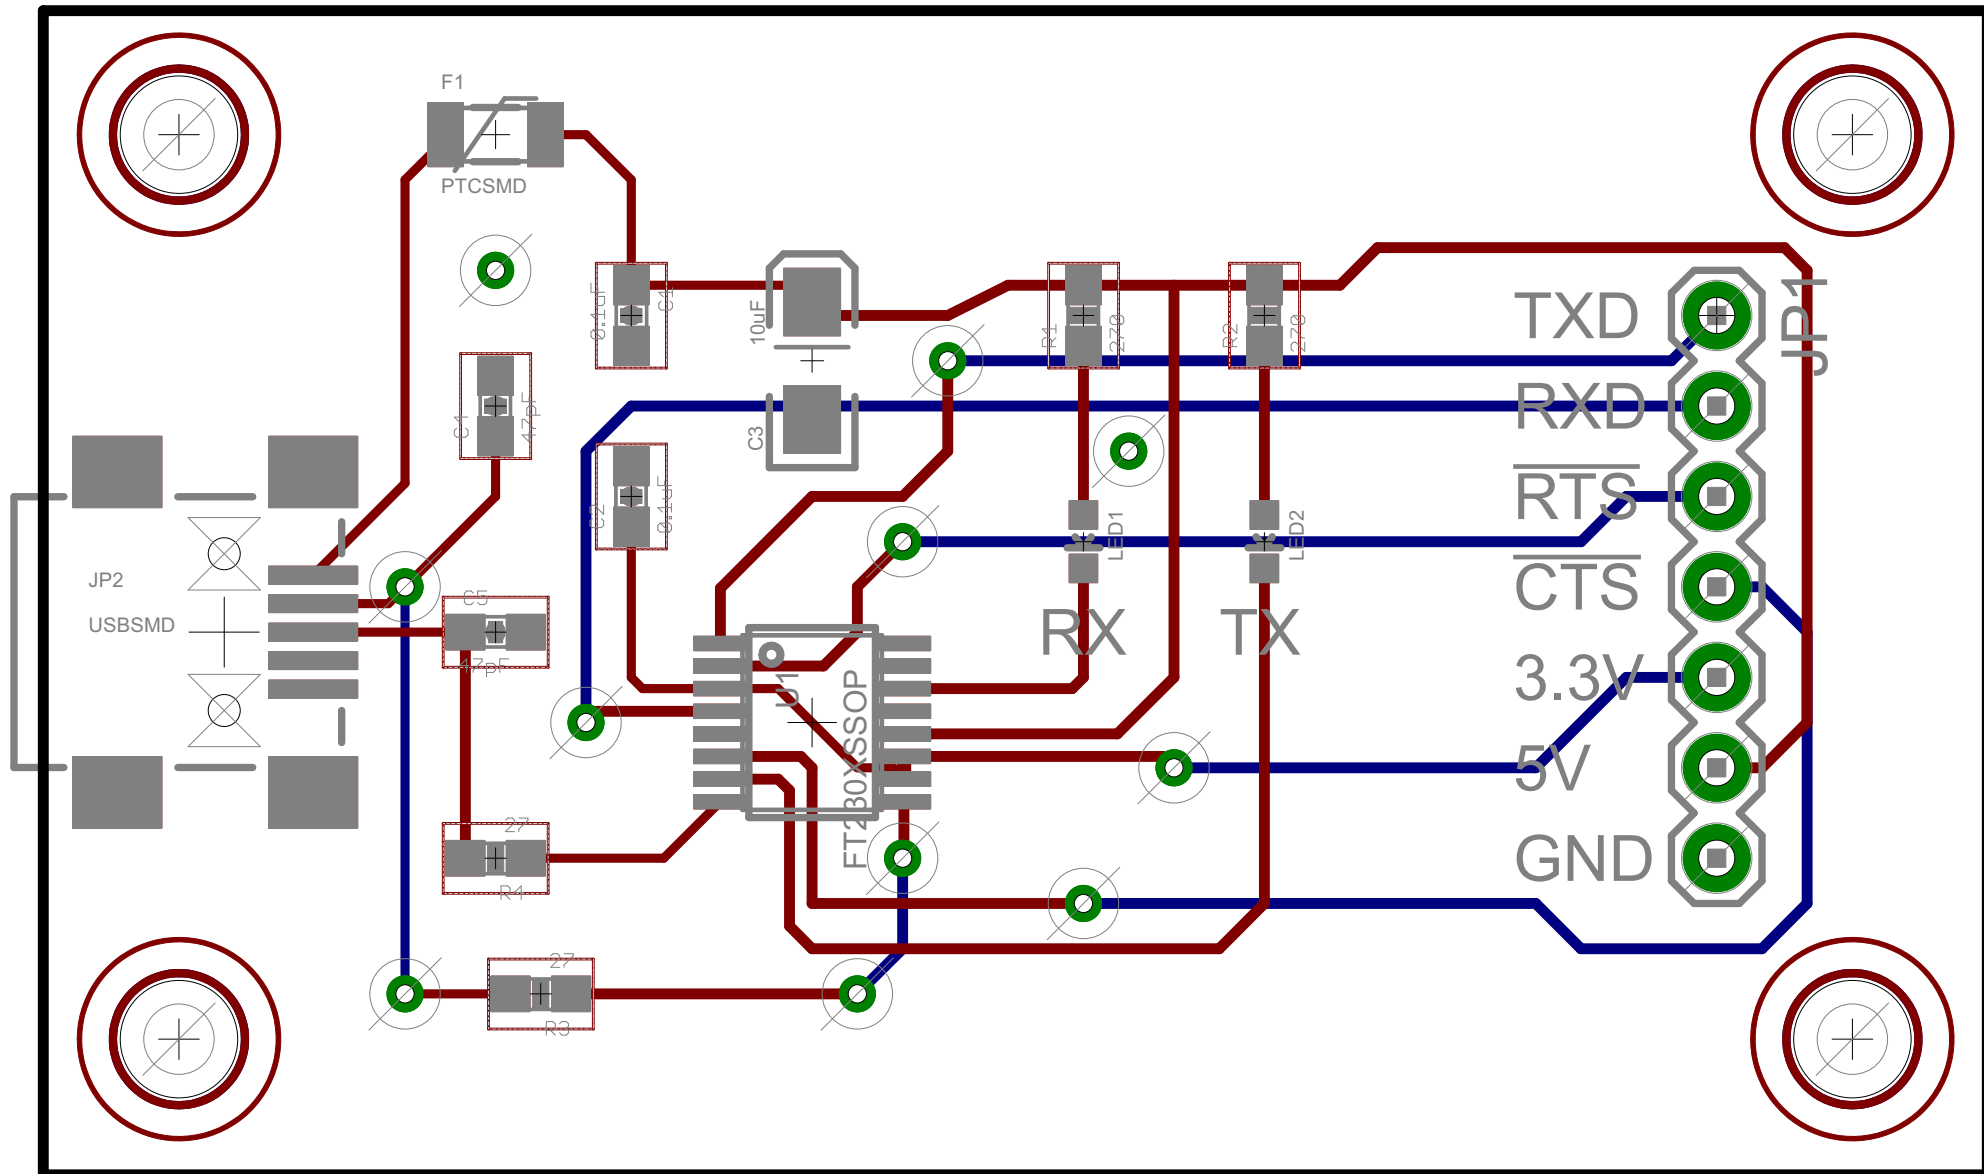 F1
PTCSMD
0.1uF
C1
10uF
C3
R1
270
R2
270
TXD
JP1
RXD
C4
47pF
C2
0.1uF
RTS
LED1
LED2
CTS
JP2
USBSMD
C5
47pF
RX
TX
U1
FT230XSSOP
3.3V
5V
27
R4
GND
27
R3